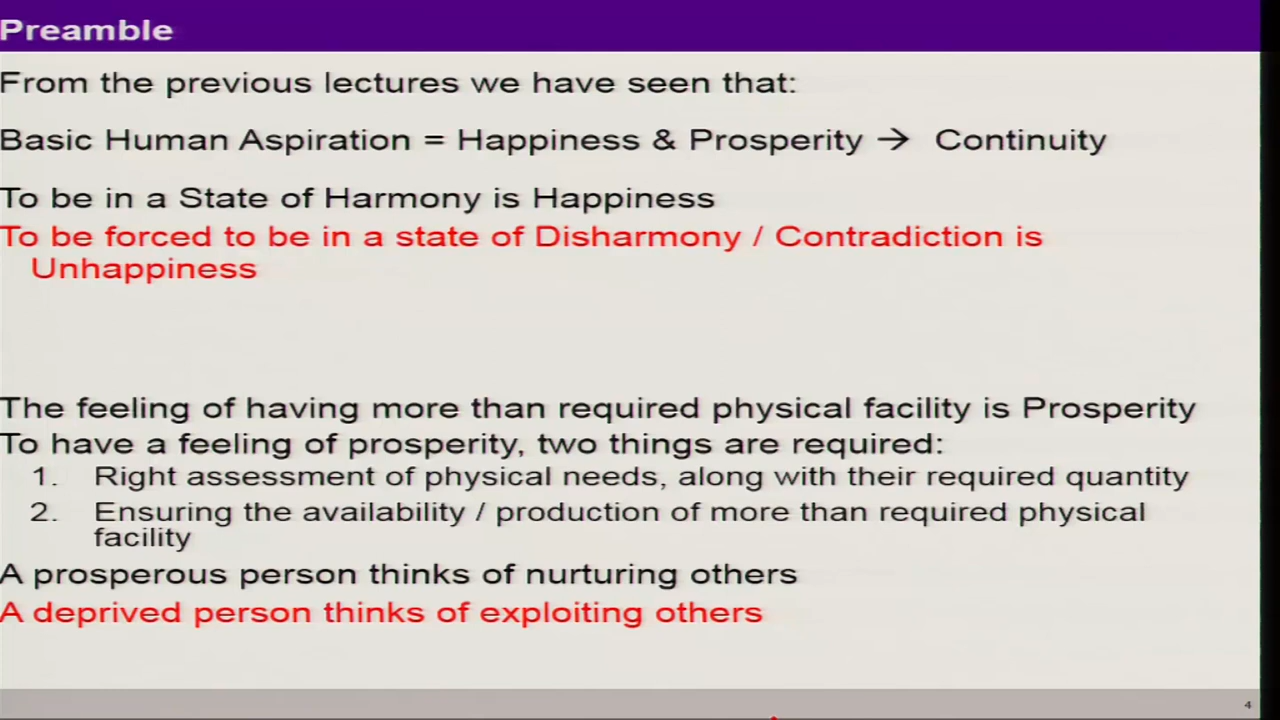 Preamble
From the previous lectures we have seen that:
Basic Human Aspiration = Happiness & Prosperity → Continuity
To be in a State of Harmony is Happiness
To be forced to be in a state of Disharmony / Contradiction is
Unhappiness
The feeling of having more than required physical facility is Prosperity
To have a feeling of prosperity, two things are required:
1. Right assessment of physical needs, along with their required quantity
2. Ensuring the availability / production of more than required physical
facility
A prosperous person thinks of nurturing others
A deprived person thinks of exploiting others
4